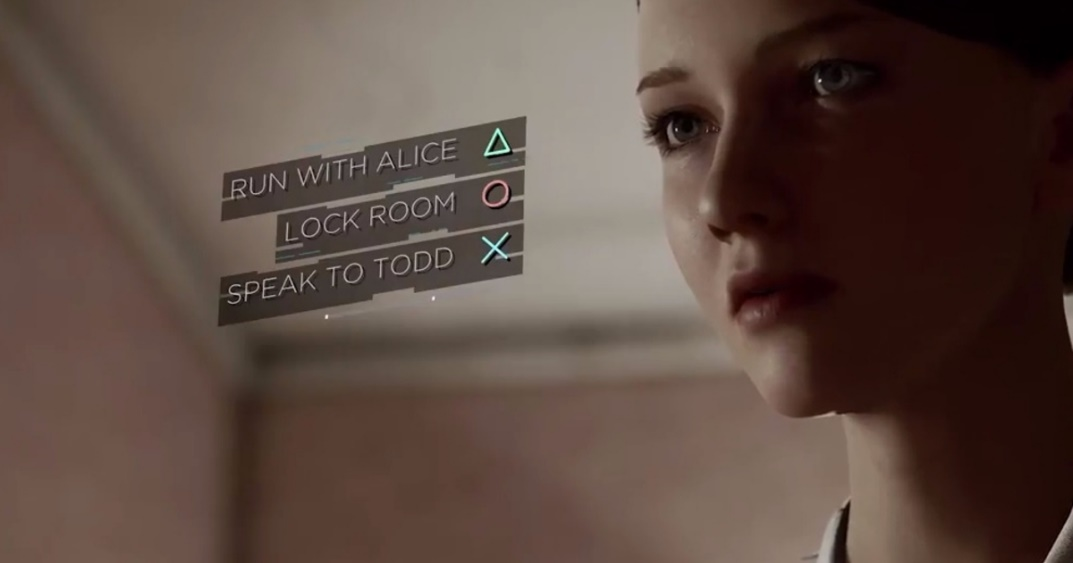 RUN WITH ALICE
LOCK ROOM
SPEAK TO TODD